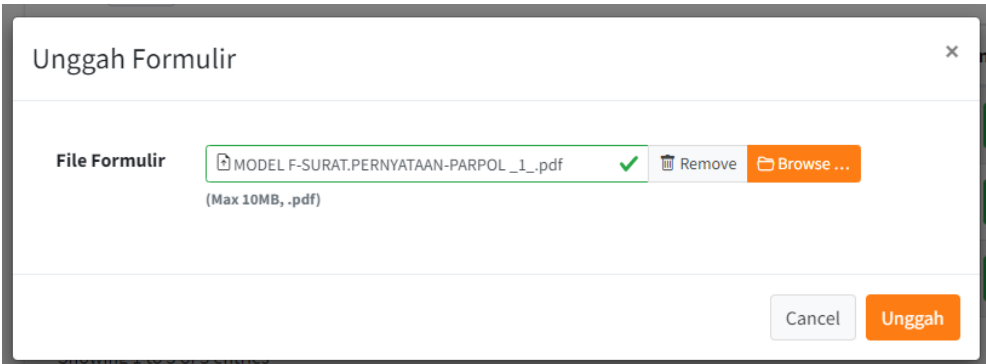 Unggah Formulir
×
File Formulir
MODEL F-SURAT.PERNYATAAN-PARPOL _1_.pdf
Remove
Browse ...
(Max 10MB, .pdf)
Cancel
Unggah